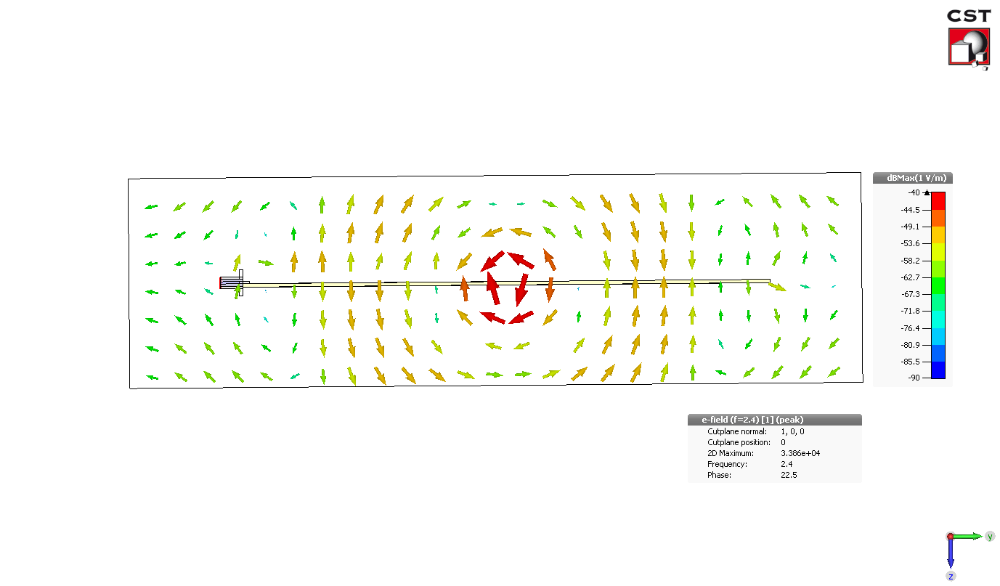 CST
dBMax(1 V/m)
-40
-44.5
-49.1
-53.6
-58.2
-62.7
-67.3
-71.8
-76.4
-80.9
-85.5
-90
e-field (f=2.4) [1] (peak)
Cutplane normal: 1, 0, 0
Cutplane position: 0
2D Maximum: 3.386e+04
Frequency: 2.4
Phase: 22.5
y
z